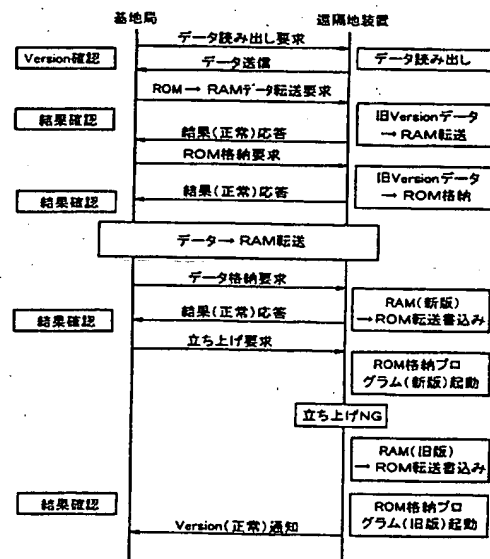 基地局
遠隔地装置
データ読み出し要求
Version確認
データ送信
データ読み出し
ROM→RAMデータ転送要求
結果確認
結果(正常)応答
旧Versionデータ
→RAM転送
ROM格納要求
結果確認
結果(正常)応答
旧Versionデータ
→ROM格納
データ→RAM転送
データ格納要求
結果確認
結果(正常)応答
RAM(新版)
→ROM転送書込み
立ち上げ要求
ROM格納プロ
グラム(新版)起動
立ち上げNG
RAM(旧版)
→ROM転送書込み
結果確認
ROM格納プロ
グラム(旧版)起動
Version(正常)通知